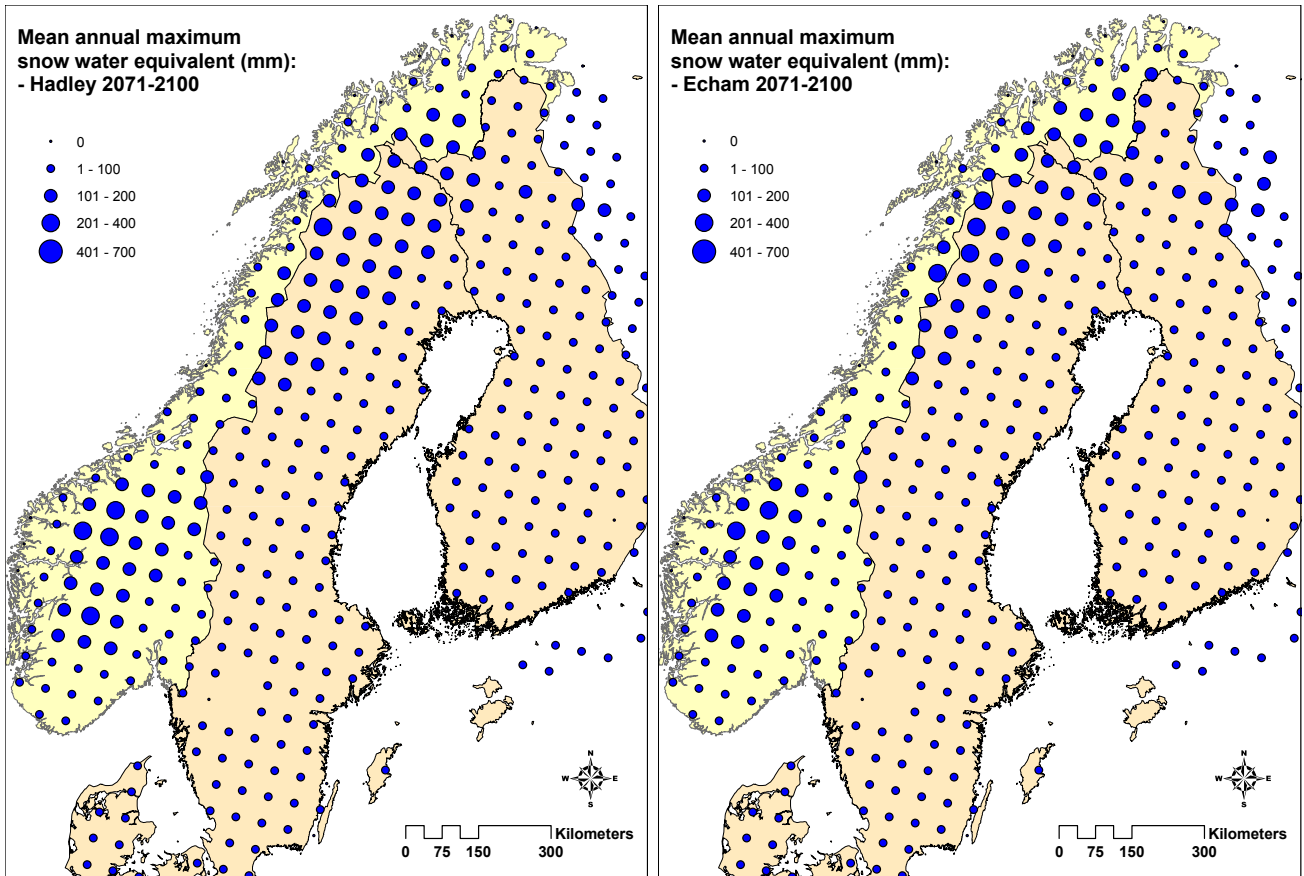 Mean annual maximum
snow water equivalent (mm):
- Hadley 2071-2100
0
1 - 100
101 - 200
201 - 400
401 - 700
N
W E
S
Kilometers
0 75 150 300
Mean annual maximum
snow water equivalent (mm):
- Echam 2071-2100
0
1 - 100
101 - 200
201 - 400
401 - 700
N
W E
S
Kilometers
0 75 150 300